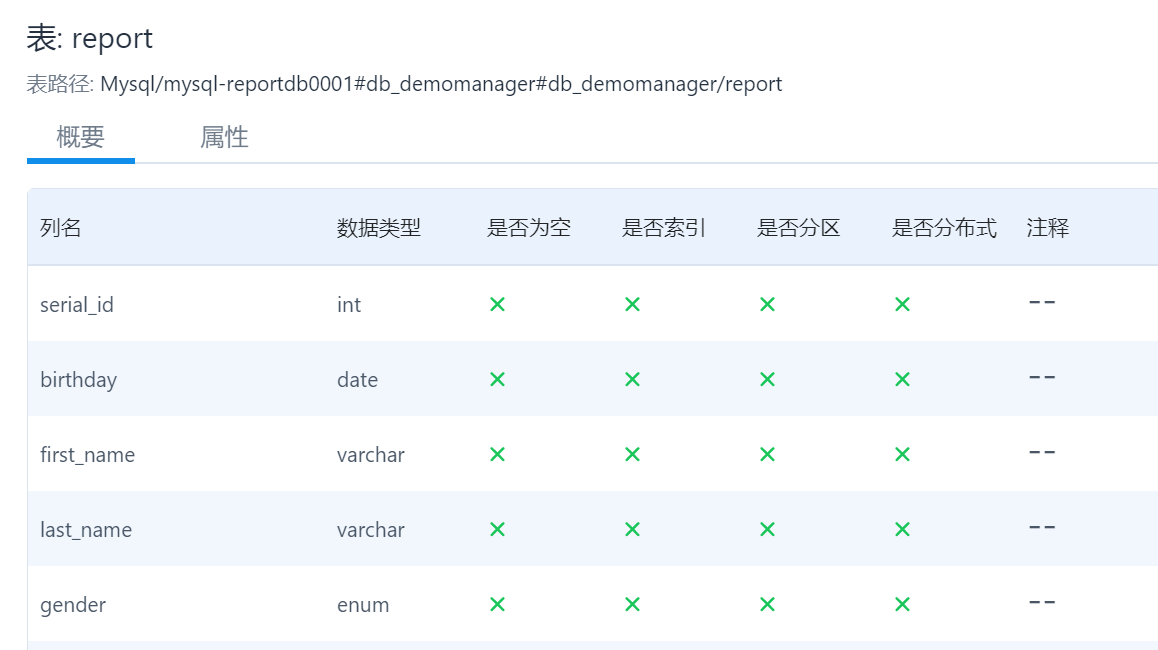 表: report
表路径: Mysql/mysql-reportdb0001#db_demomanager#db_demomanager/report
概要 属性
列名 数据类型 是否为空 是否索引 是否分区 是否分布式 注释
serial_id int × × × × --
birthday date × × × × --
first_name varchar × × × × --
last_name varchar × × × × --
gender enum × × × × --